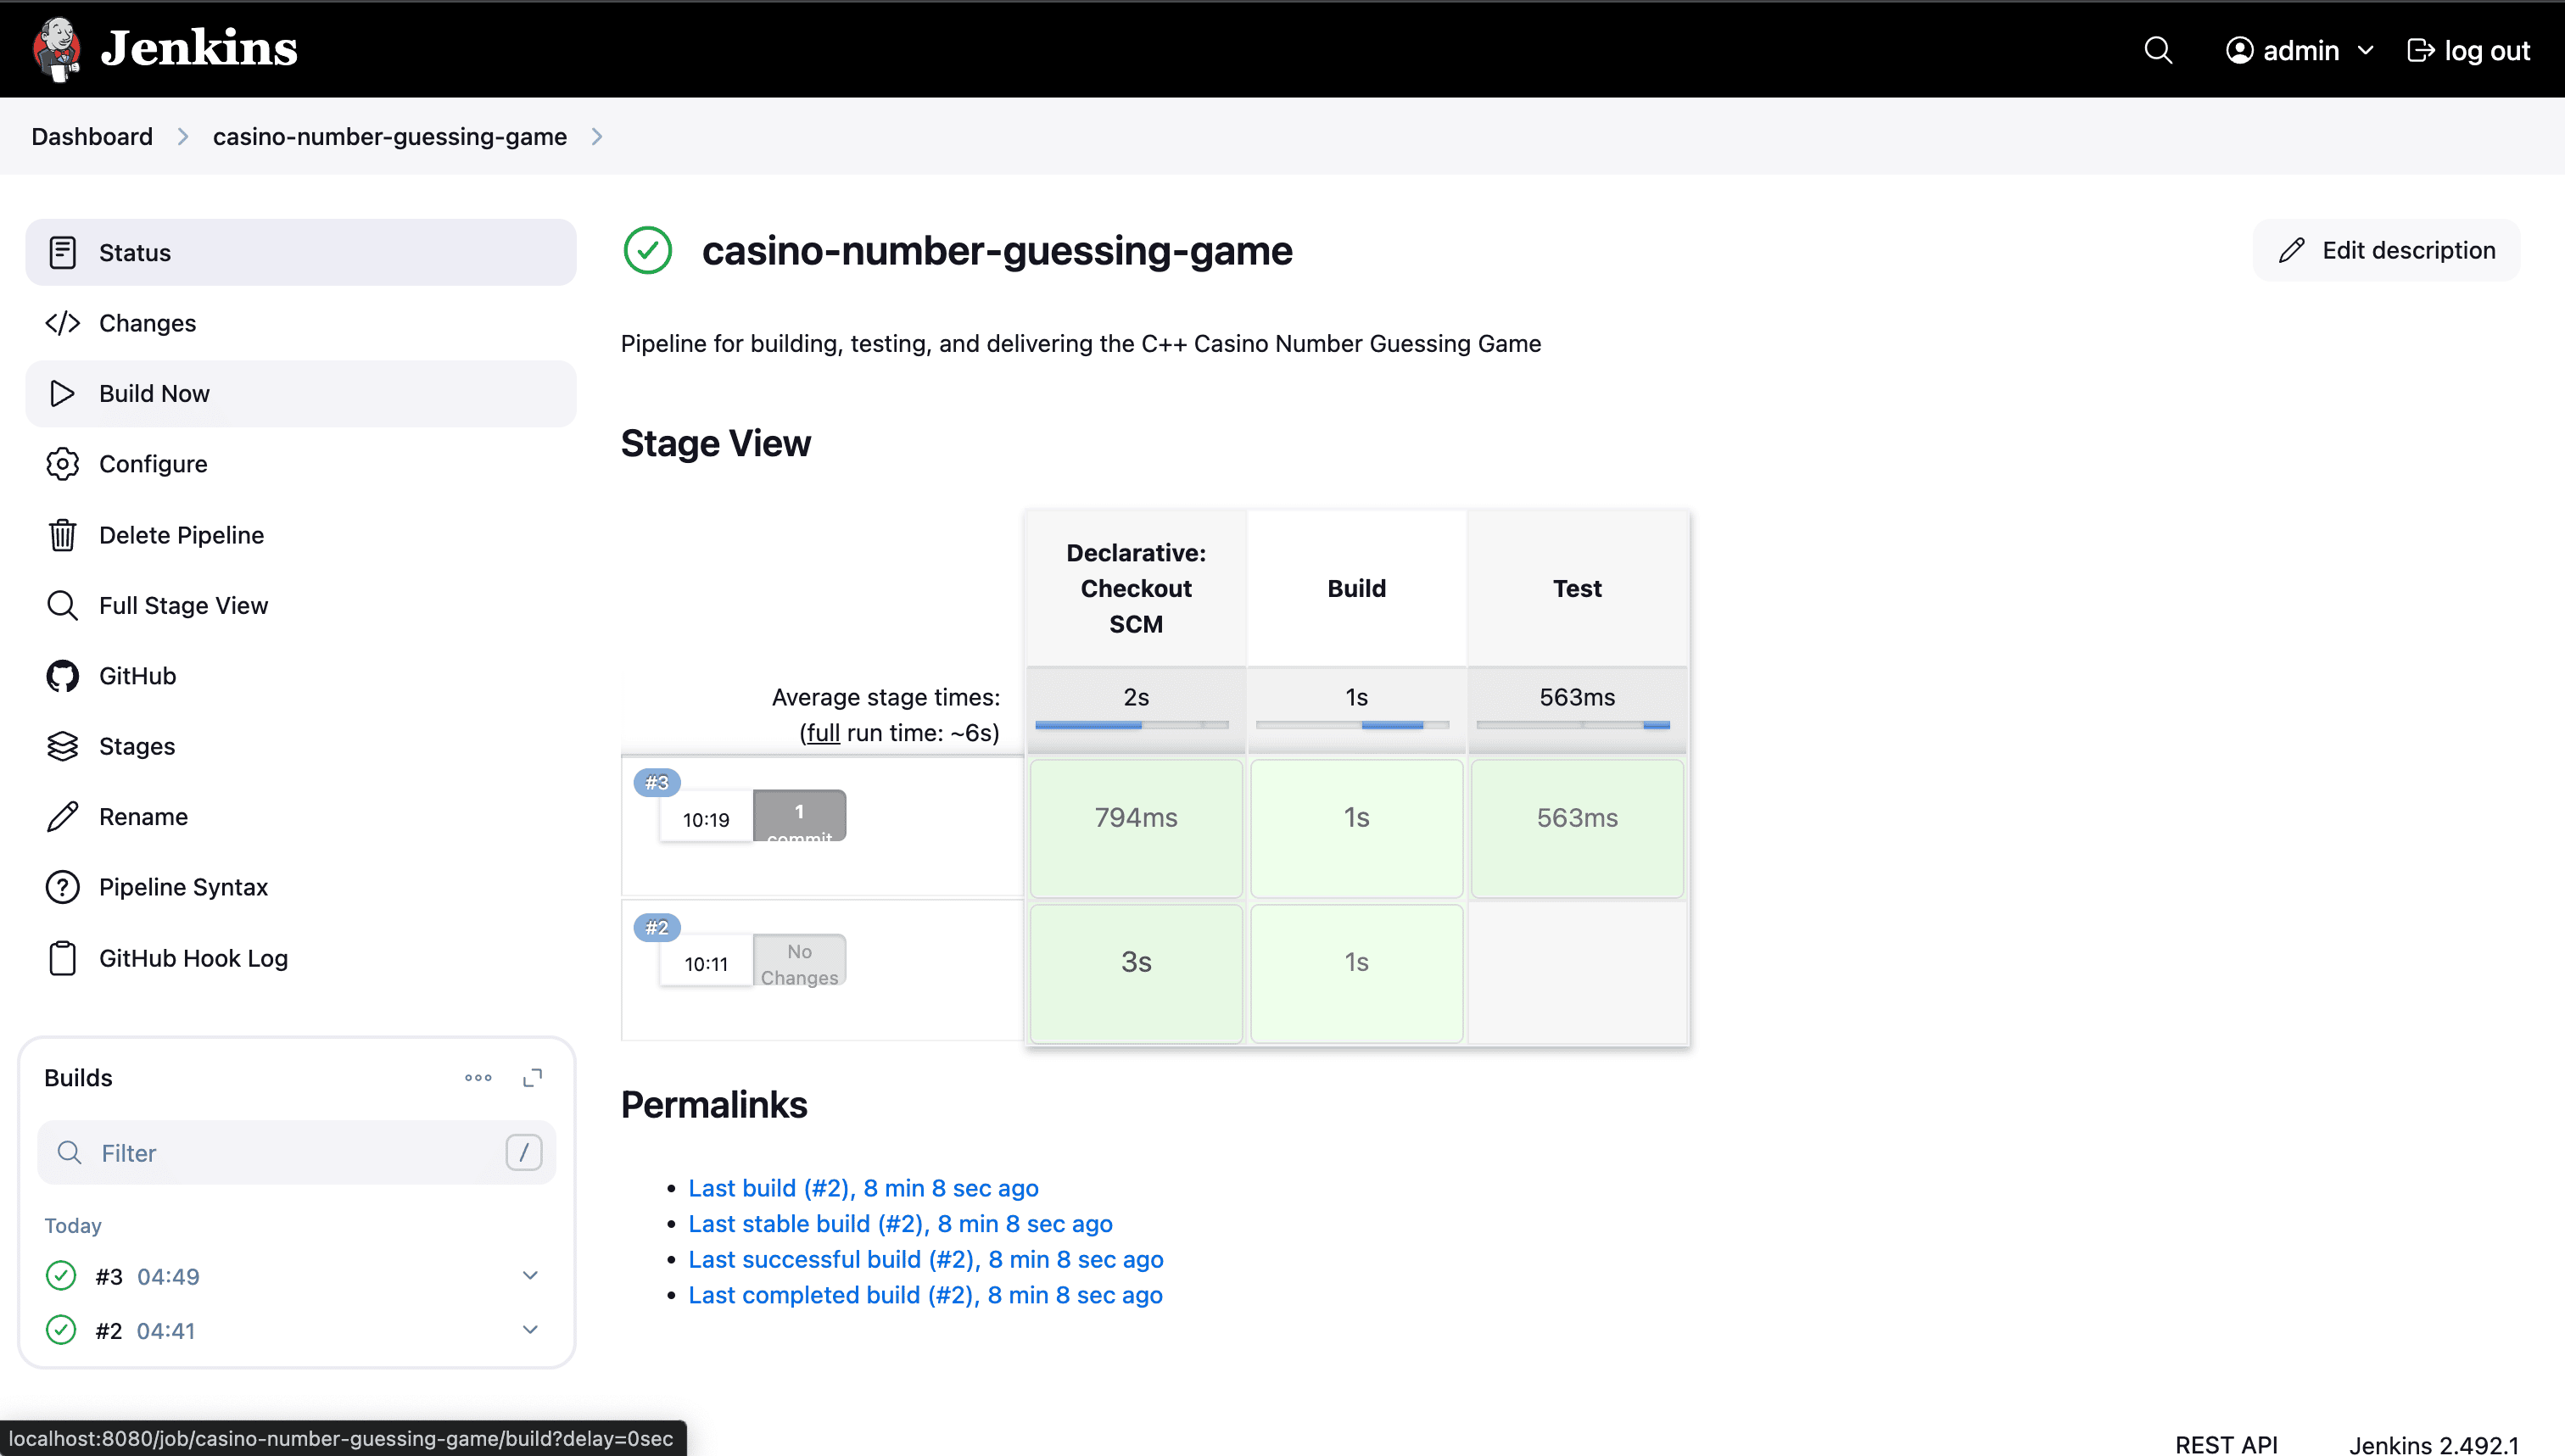 Jenkins
admin
log out
Dashboard
casino-number-guessing-game
Status
Changes
Build Now
Configure
Delete Pipeline
Full Stage View
GitHub
Stages
Rename
Pipeline Syntax
GitHub Hook Log
Builds
Filter
/
Today
#3 04:49
#2 04:41
casino-number-guessing-game
Edit description
Pipeline for building, testing, and delivering the C++ Casino Number Guessing Game
Stage View
Declarative:
Checkout
SCM
Build
Test
Average stage times:
(full run time: ~6s)
2s
1s
563ms
#3
10:19
1
commit
794ms
1s
563ms
#2
10:11
No
Changes
3s
1s
Permalinks
Last build (#2), 8 min 8 sec ago
Last stable build (#2), 8 min 8 sec ago
Last successful build (#2), 8 min 8 sec ago
Last completed build (#2), 8 min 8 sec ago
localhost:8080/job/casino-number-guessing-game/build?delay=0sec
REST API
Jenkins 2.492.1